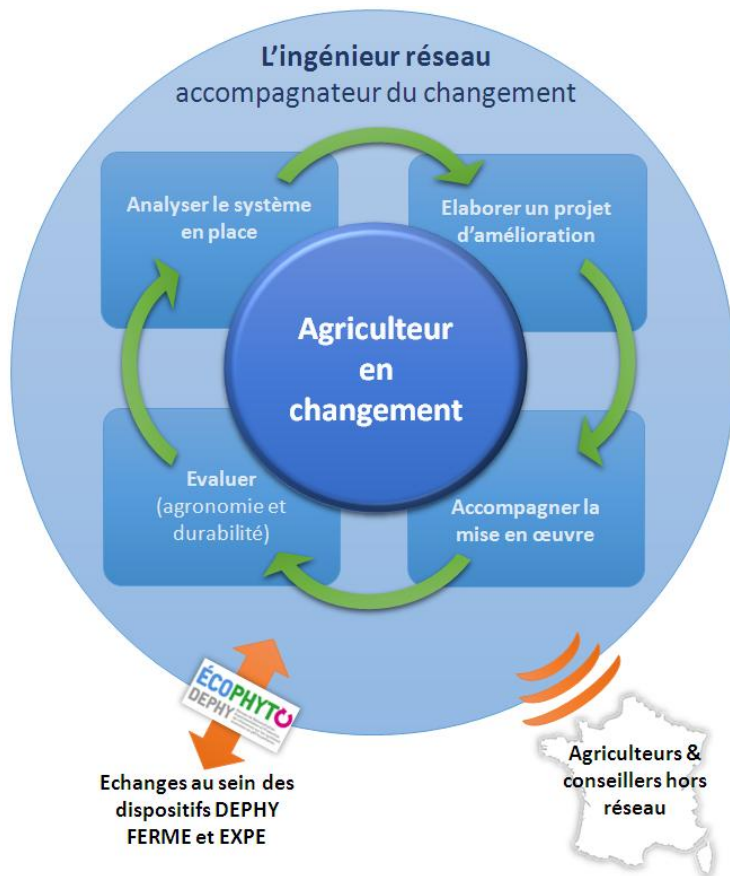 L'ingénieur réseau
accompagnateur du changement
Analyser le système
en place
Elaborer un projet
d'amélioration
Agriculteur
en
changement
Evaluer
(agronomie et
durabilité)
Accompagner la
mise en œuvre
ÉCOPHYTO
DEPHY
Echanges au sein des
dispositifs DEPHY
FERME et EXPE
Agriculteurs &
conseillers hors
réseau